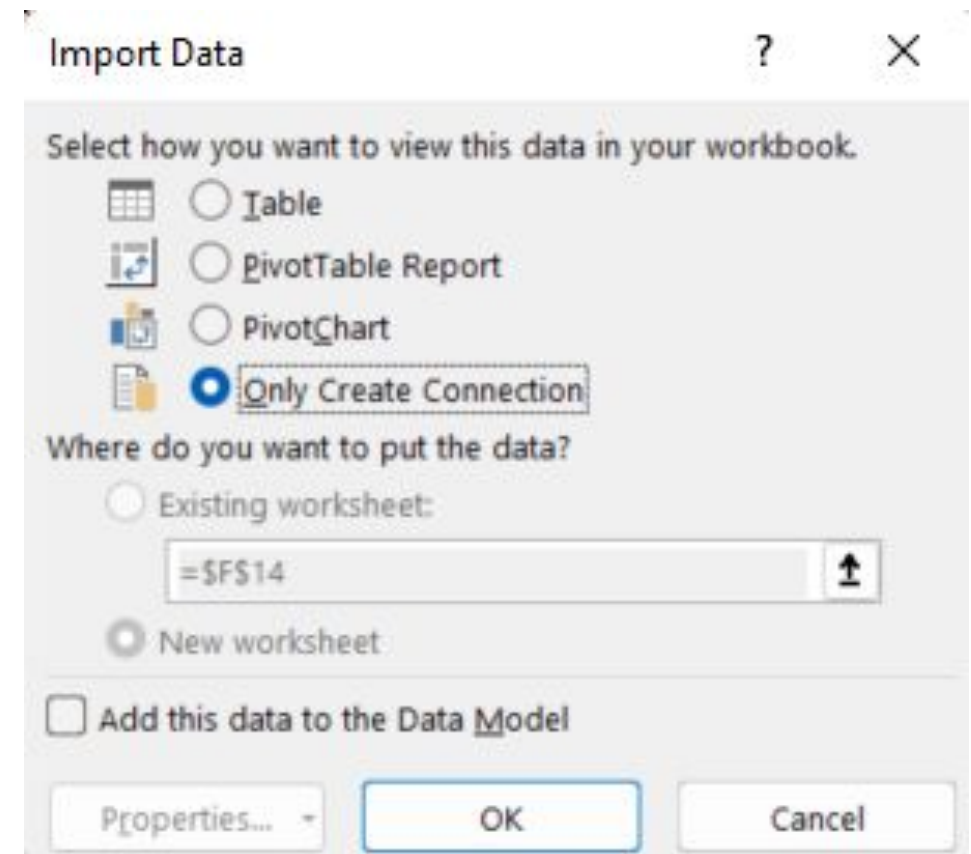 Import Data ? ×
Select how you want to view this data in your workbook.
Table
PivotTable Report
PivotChart
Only Create Connection
Where do you want to put the data?
Existing worksheet:
=$F$14
New worksheet
Add this data to the Data Model
Properties... OK Cancel